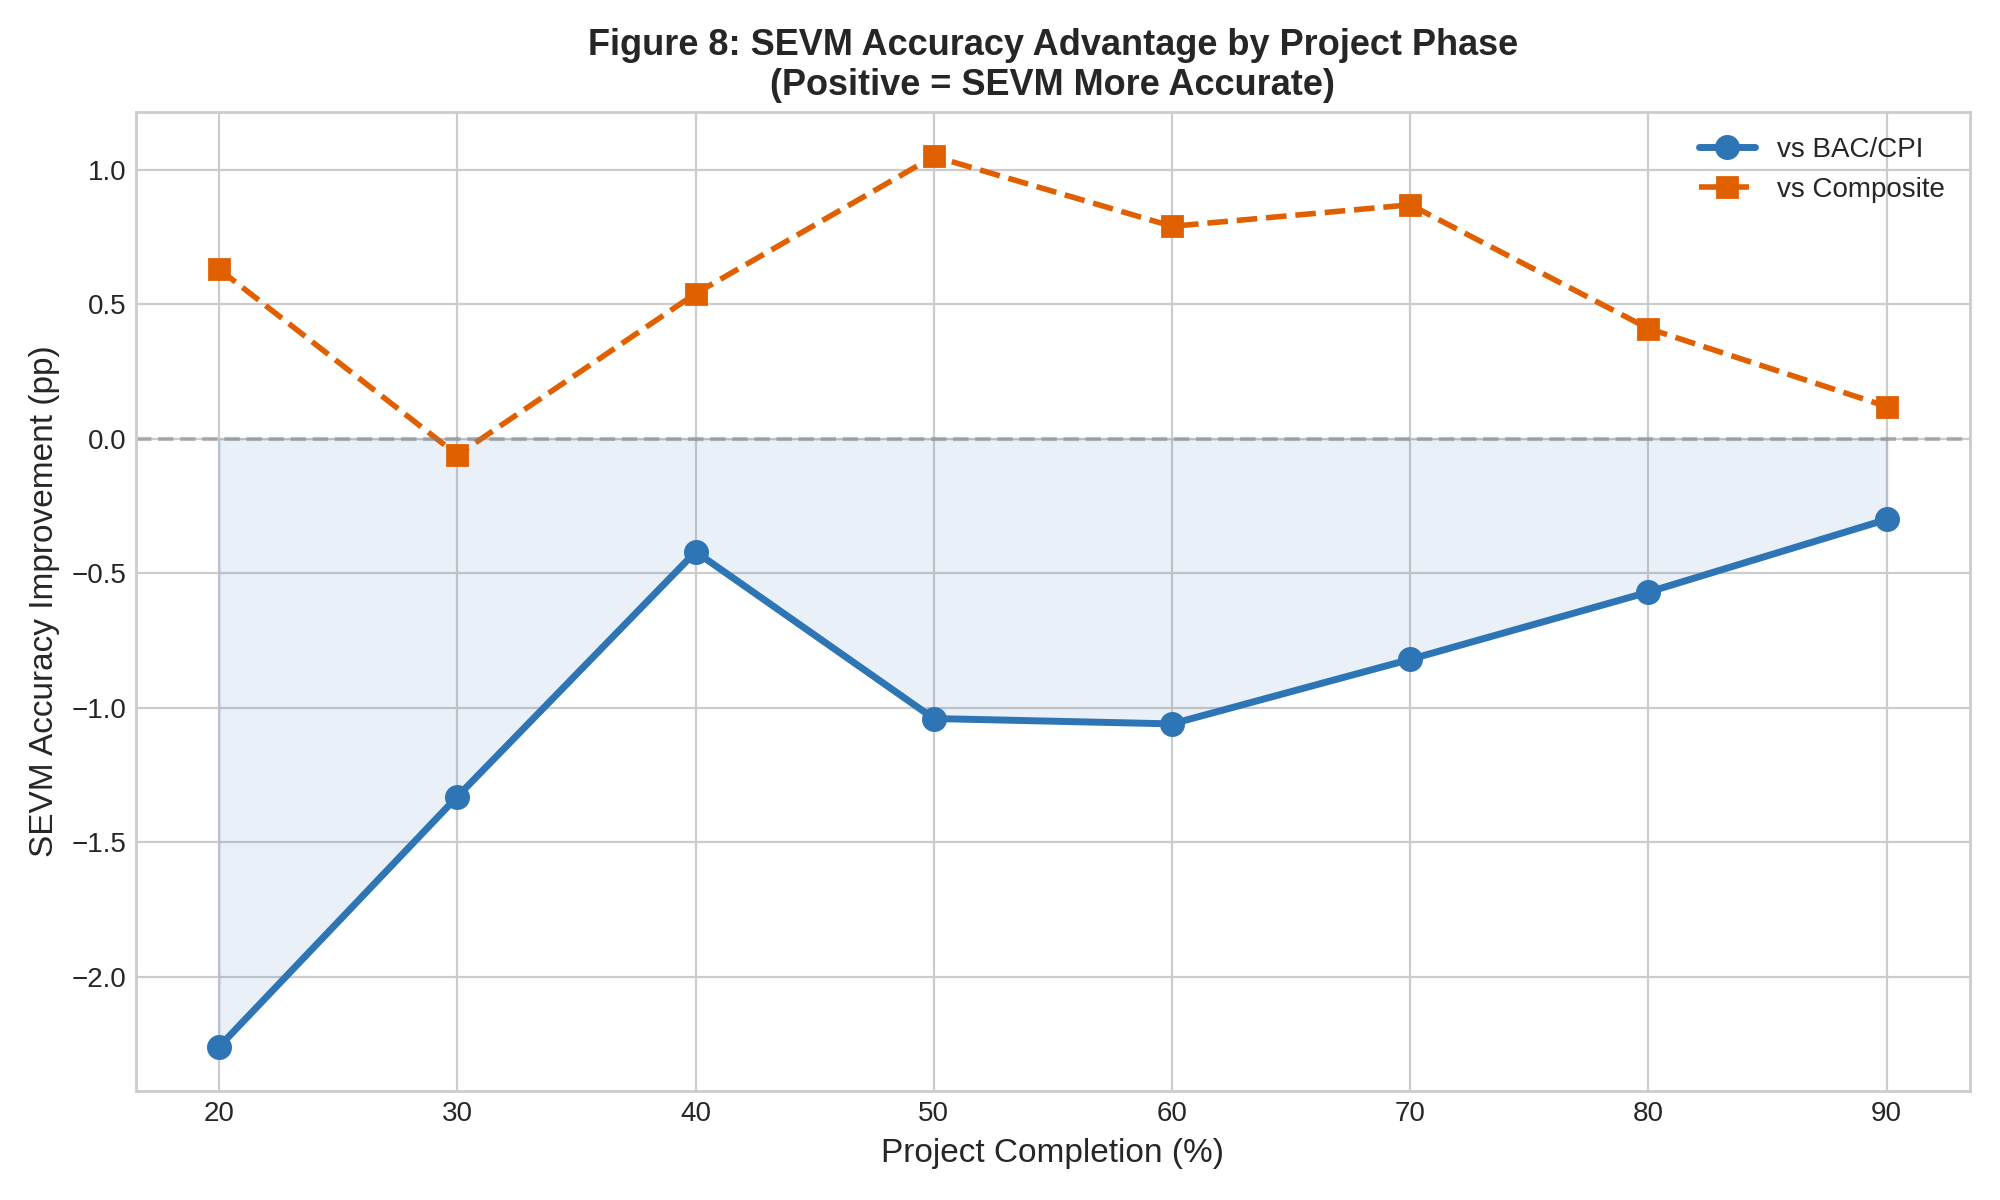 Figure 8: SEVM Accuracy Advantage by Project Phase
(Positive = SEVM More Accurate)
vs BAC/CPI
vs Composite
SEVM Accuracy Improvement (pp)
1.0
0.5
0.0
−0.5
−1.0
−1.5
−2.0
20 30 40 50 60 70 80 90
Project Completion (%)